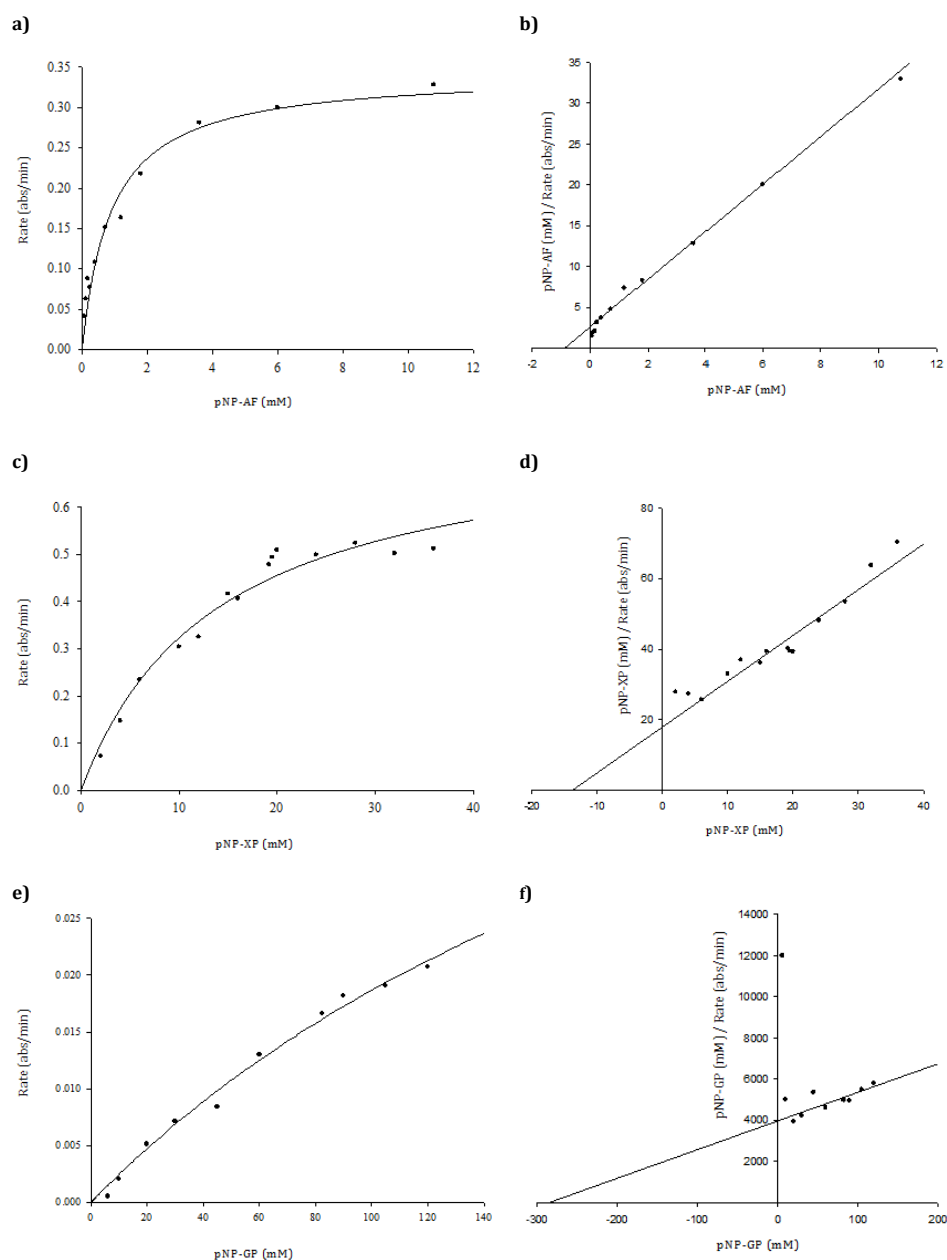 a)
b)
0.35
0.30
0.25
0.20
0.15
0.10
0.05
0.00
Rate (abs/min)
0 2 4 6 8 10 12
pNP-AF (mM)
35
30
20
10
5
pNP-AF (mM) / Rate (abs/min)
-2 0 2 4 6 8 10 12
pNP-AF (mM)
c)
d)
0.6
0.5
0.4
0.3
0.2
0.1
0.0
Rate (abs/min)
0 10 20 30 40
pNP-XP (mM)
80
60
40
20
pNP-XP (mM) / Rate (abs/min)
-20 -10 0 10 20 30 40
pNP-XP (mM)
e)
f)
0.025
0.020
0.015
0.010
0.005
0.000
Rate (abs/min)
0 20 40 60 80 100 120 140
pNP-GP (mM)
14000
12000
10000
8000
6000
4000
2000
pNP-GP (mM) / Rate (abs/min)
-300 -200 -100 0 100 200
pNP-GP (mM)